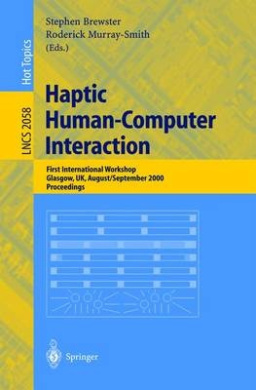 Stephen Brewster
Roderick Murray-Smith
(Eds.)
Hot Topics
LNCS 2058
Haptic
Human-Computer
Interaction
First International Workshop
Glasgow, UK, August/September 2000
Proceedings
Springer